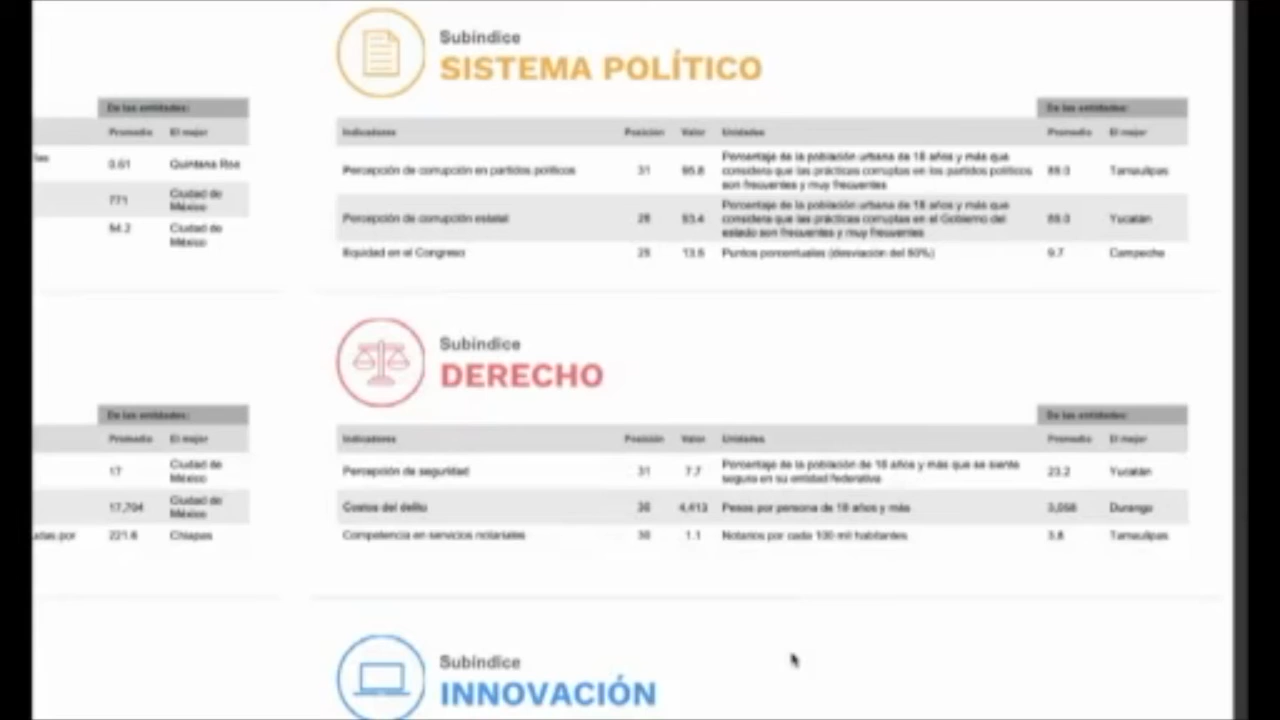 Subíndice
SISTEMA POLÍTICO
De las entidades:
Promedio El mejor
las
0.61 Quintana Roo
771 Ciudad de
México
84.2 Ciudad de
México
De las entidades:
Indicadores Posición Valor Unidades Promedio El mejor
Porcentaje de la población urbana de 18 años y más que
Percepción de corrupción en partidos políticos 31 95.8 considera que las prácticas corruptas en los partidos políticos Tamaulipas
son frecuentes y muy frecuentes
Porcentaje de la población urbana de 18 años y más que
Percepción de corrupción estatal 93.4 considera que las prácticas corruptas en el Gobierno del Yucatán
estado son frecuentes y muy frecuentes
Equidad en el Congreso Puntos porcentuales (desviación del 50%) 9.7 Campeche
Subíndice
DERECHO
De las entidades:
Promedio El mejor
17 Ciudad de
México
17,704 Ciudad de
México
adas por 221.6 Chiapas
De las entidades:
Indicadores Posición Valor Unidades Promedio El mejor
Percepción de seguridad 31 7.7 Porcentaje de la población de 18 años y más que se siente 23.2 Yucatán
segura en su entidad federativa
Costos del delito 4,413 Pesos por persona de 18 años y más Durango
Competencia en servicios notariales 30 1.1 Notarios por cada 100 mil habitantes 3.8 Tamaulipas
Subíndice
INNOVACIÓN